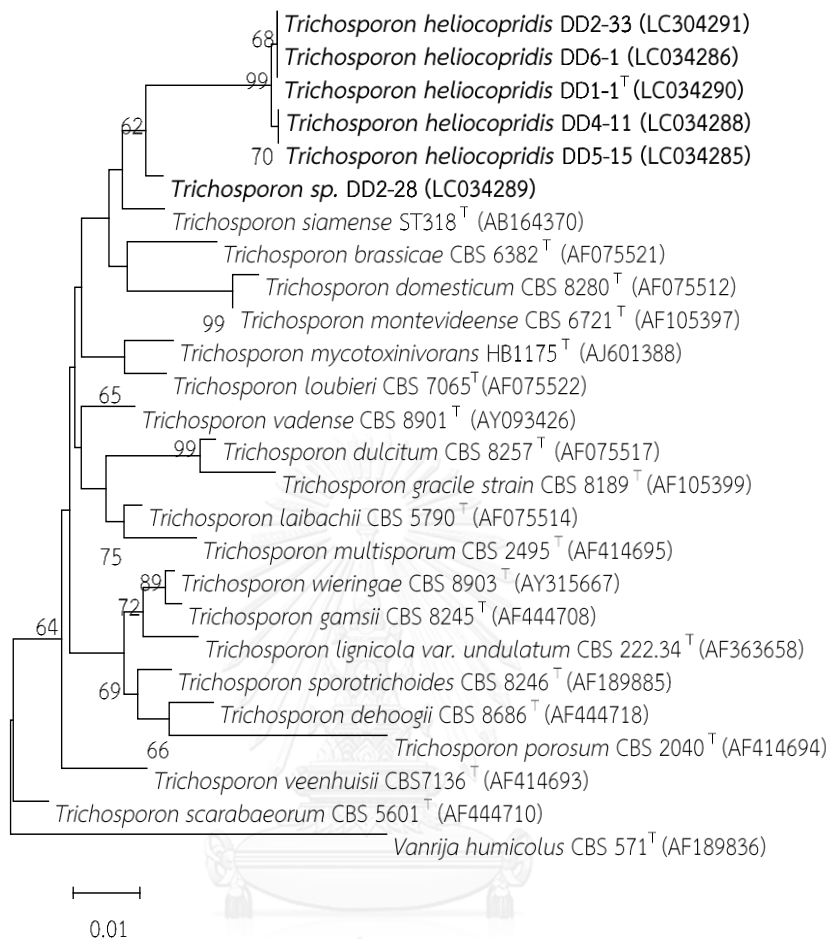 Trichosporon heliocopridis DD2-33 (LC304291)
68
Trichosporon heliocopridis DD6-1 (LC034286)
99
Trichosporon heliocopridis DD1-1T (LC034290)
62
Trichosporon heliocopridis DD4-11 (LC034288)
70
Trichosporon heliocopridis DD5-15 (LC034285)
Trichosporon sp. DD2-28 (LC034289)
Trichosporon siamense ST318T (AB164370)
Trichosporon brassicae CBS 6382T (AF075521)
Trichosporon domesticum CBS 8280T (AF075512)
99
Trichosporon montevideense CBS 6721T (AF105397)
Trichosporon mycotoxinivorans HB1175T (AJ601388)
Trichosporon loubieri CBS 7065T(AF075522)
65
Trichosporon vadense CBS 8901T (AY093426)
99
Trichosporon dulcitum CBS 8257T (AF075517)
Trichosporon gracile strain CBS 8189T (AF105399)
Trichosporon laibachii CBS 5790T (AF075514)
75
Trichosporon multisporum CBS 2495T (AF414695)
89
Trichosporon wieringae CBS 8903T (AY315667)
72
Trichosporon gamsii CBS 8245T (AF444708)
64
Trichosporon lignicola var. undulatum CBS 222.34T (AF363658)
69
Trichosporon sporotrichoides CBS 8246T (AF189885)
Trichosporon dehoogii CBS 8686T (AF444718)
66
Trichosporon porosum CBS 2040T (AF414694)
Trichosporon veenhuisii CBS7136T (AF414693)
Trichosporon scarabaeorum CBS 5601T (AF444710)
Vanrija humicolus CBS 571T (AF189836)
0.01